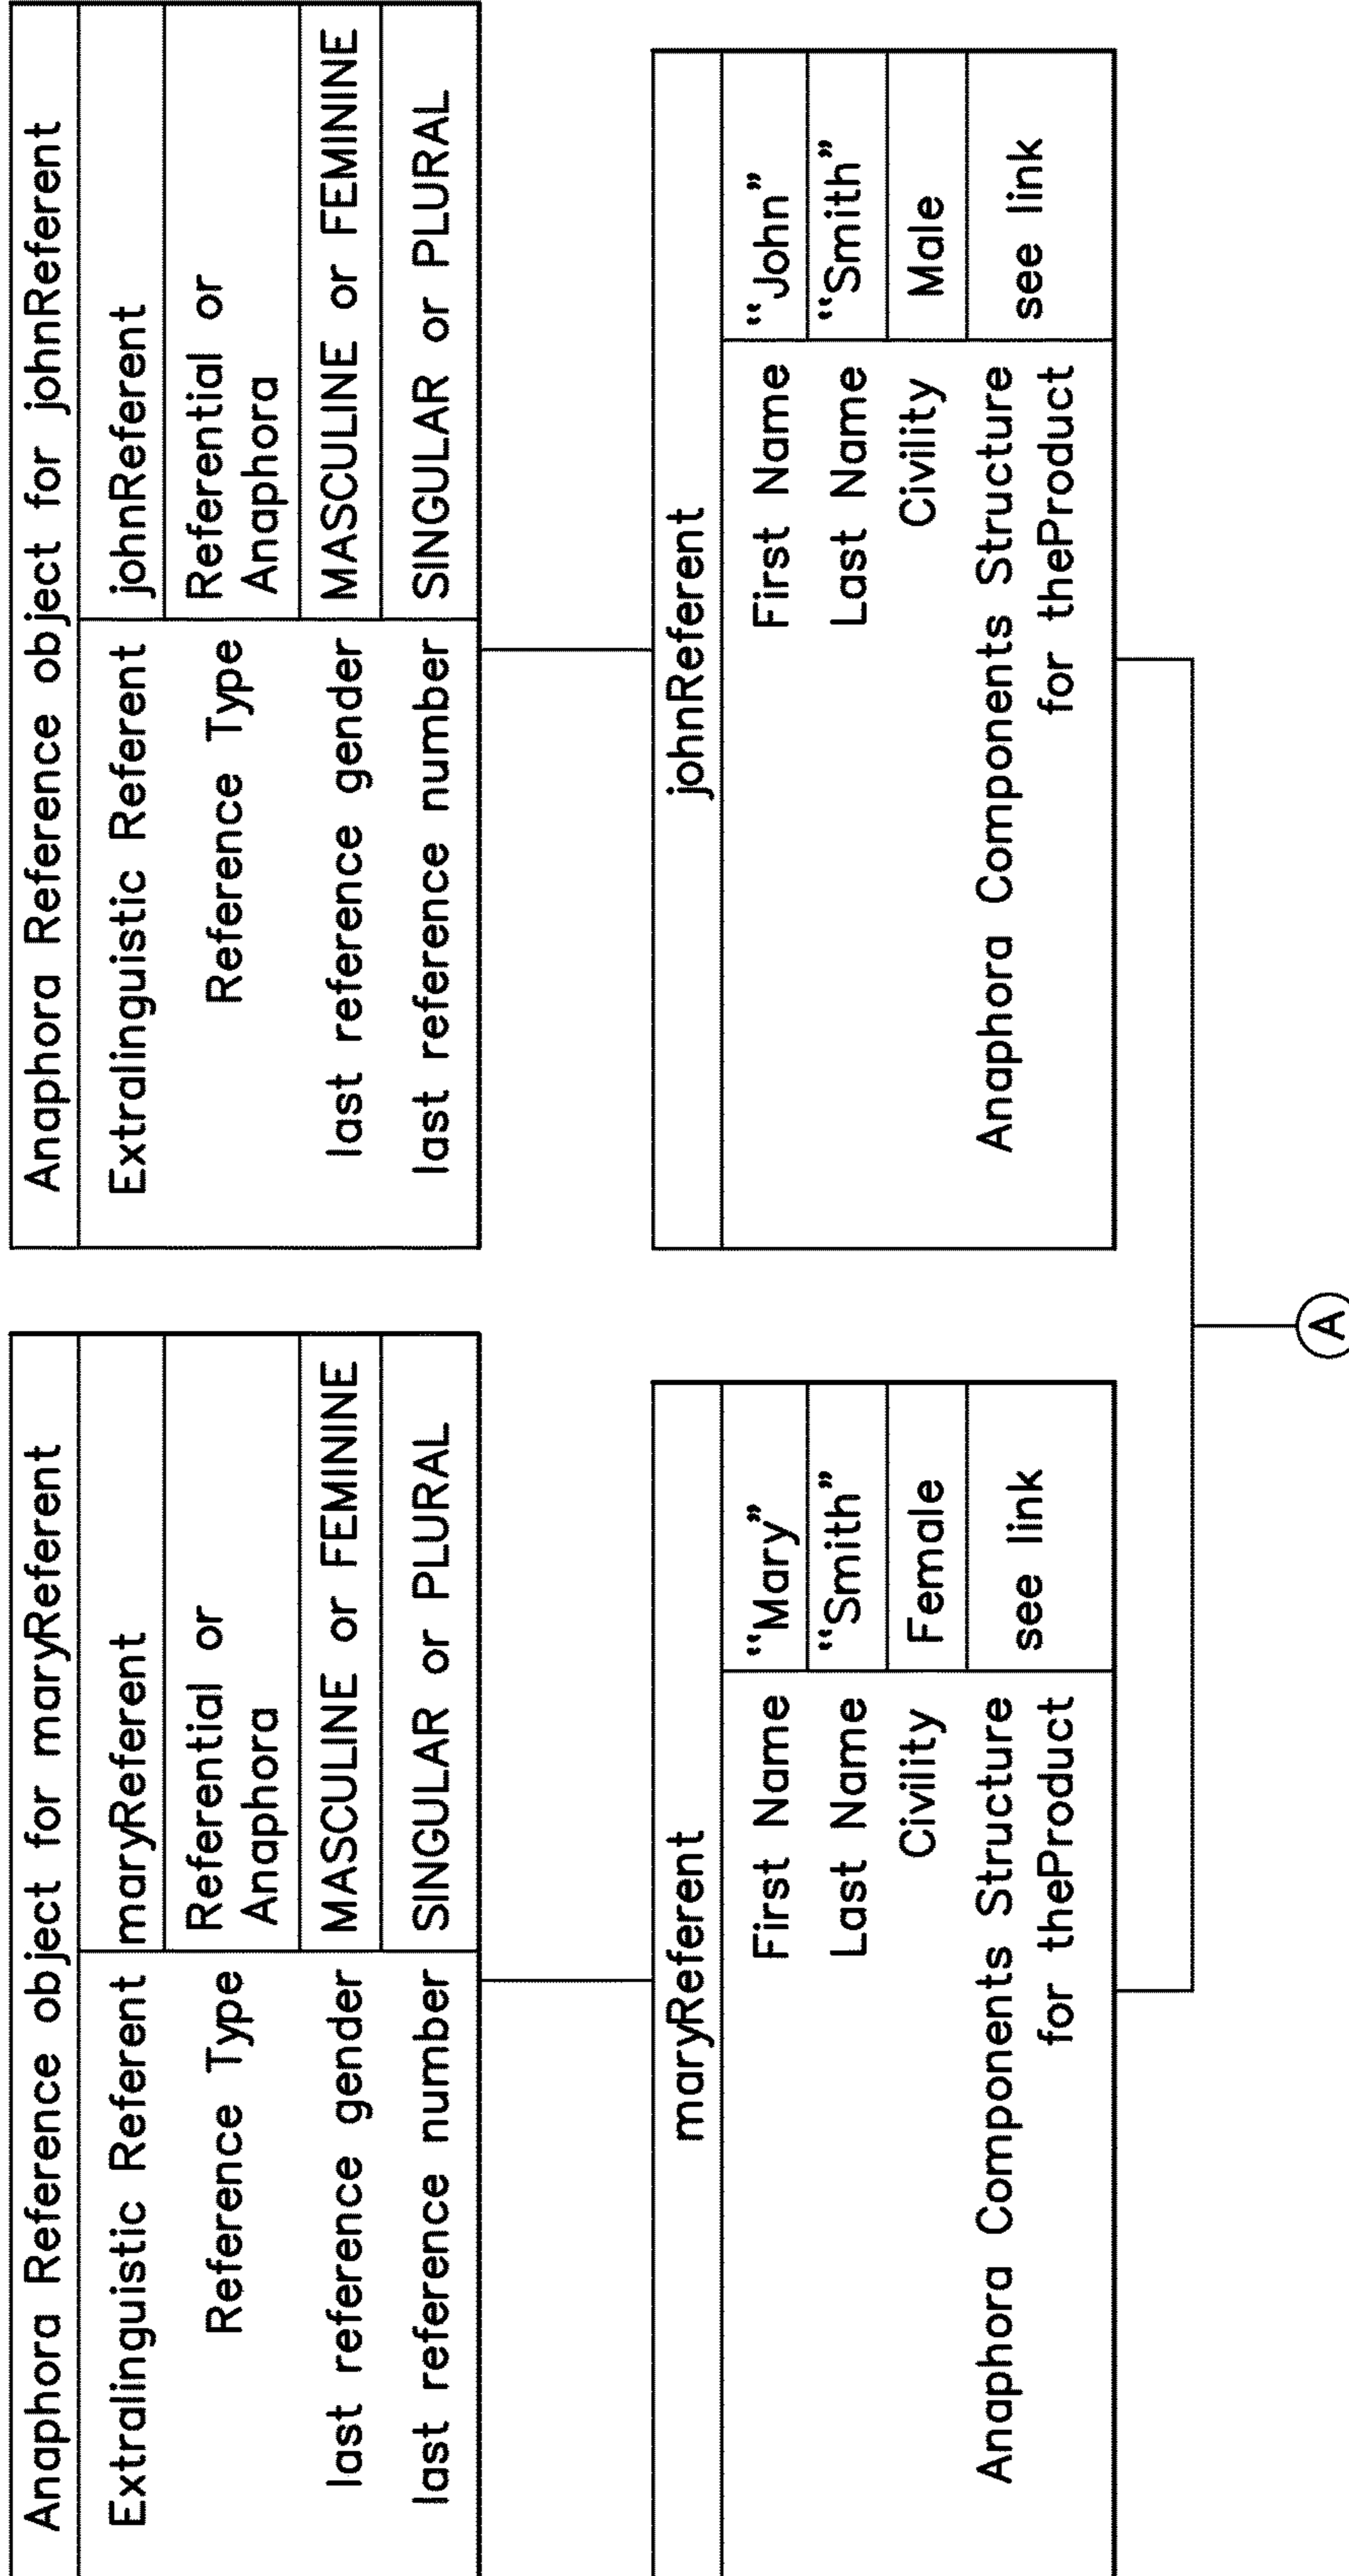 Anaphora Reference object for maryReferent
Extralinguistic Referent maryReferent
Reference Type Referential or
Anaphora
last reference gender MASCULINE or FEMININE
last reference number SINGULAR or PLURAL
Anaphora Reference object for johnReferent
Extralinguistic Referent johnReferent
Reference Type Referential or
Anaphora
last reference gender MASCULINE or FEMININE
last reference number SINGULAR or PLURAL
maryReferent
First Name "Mary"
Last Name "Smith"
Civility Female
Anaphora Components Structure see link
for theProduct
johnReferent
First Name "John"
Last Name "Smith"
Civility Male
Anaphora Components Structure see link
for theProduct
A